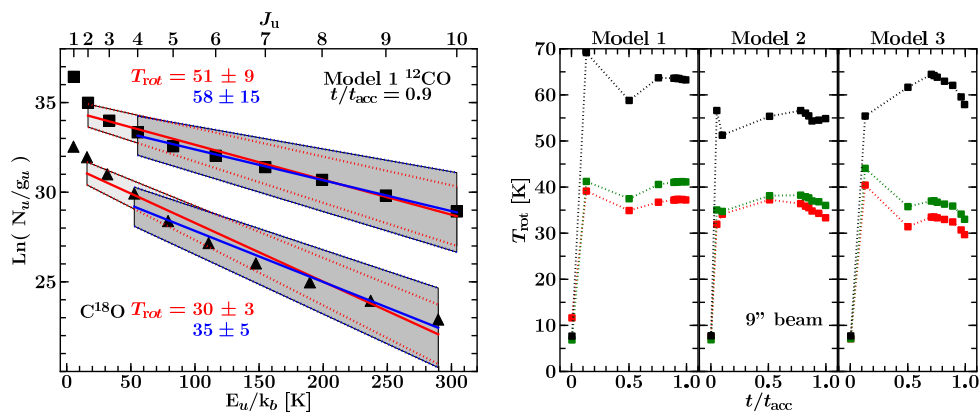 J_u
1 2 3 4 5 6 7 8 9 10
T_rot = 51 ± 9
58 ± 15
Model 1 ¹²CO
t/t_acc = 0.9
Ln( N_u/g_u )
35
30
25
C¹⁸O
T_rot = 30 ± 3
35 ± 5
0 50 100 150 200 250 300
E_u/k_b [K]
Model 1 Model 2 Model 3
T_rot [K]
70
60
50
40
30
20
10
0
9” beam
0 0.5 1.0 0 0.5 1.0 0 0.5 1.0
t/t_acc